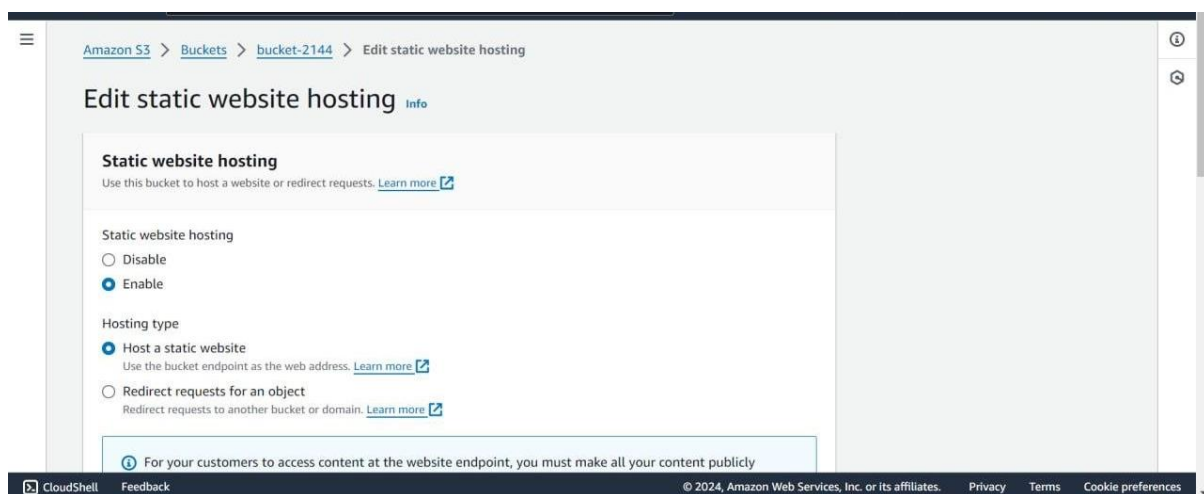 Amazon S3 > Buckets > bucket-2144 > Edit static website hosting
Edit static website hosting Info
Static website hosting
Use this bucket to host a website or redirect requests. Learn more
Static website hosting
Disable
Enable
Hosting type
Host a static website
Use the bucket endpoint as the web address. Learn more
Redirect requests for an object
Redirect requests to another bucket or domain. Learn more
For your customers to access content at the website endpoint, you must make all your content publicly
CloudShell Feedback © 2024, Amazon Web Services, Inc. or its affiliates. Privacy Terms Cookie preferences